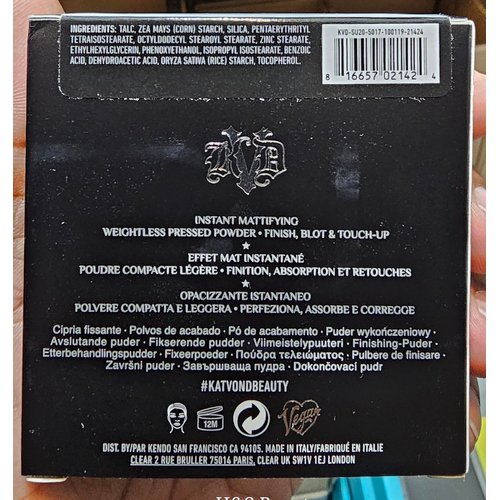 INGREDIENTS: TALC, ZEA MAYS (CORN) STARCH, SILICA, PENTAERYTHRITYL
TETRAISOSTEARATE, OCTYLDODECYL STEAROYL STEARATE, ZINC STEARATE,
ETHYLHEXYLGLYCERIN, PHENOXYETHANOL, ISOPROPYL ISOSTEARATE, BENZOIC
ACID, DEHYDROACETIC ACID, ORYZA SATIVA (RICE) STARCH, TOCOPHEROL.
KVD-SU20-S017-100119-21424
8 16657 02142 4
KVD
INSTANT MATTIFYING
WEIGHTLESS PRESSED POWDER • FINISH, BLOT & TOUCH-UP
★
EFFET MAT INSTANTANÉ
POUDRE COMPACTE LÉGÈRE • FINITION, ABSORPTION ET RETOUCHES
★
OPACIZZANTE ISTANTANEO
POLVERE COMPATTA E LEGGERA • PERFEZIONA, ASSORBE E CORREGGE
Cipria fissante · Polvos de acabado · Pó de acabamento · Puder wykończeniowy ·
Avslutande puder · Fikserende pudder · Viimeistelypuuteri · Finishing-Puder ·
Etterbehandlingspudder · Fixeerpoeder · Πούδρα τελειώματος · Pulbere de finisare ·
Završni puder · Завършваща пудра · Dokončovací pudr
#KATVONDBEAUTY
12M
Vegan
DIST. BY/PAR KENDO SAN FRANCISCO CA 94105. MADE IN ITALY/FABRIQUÉ EN ITALIE
CLEAR 2 RUE BRULLER 75014 PARIS, CLEAR UK SW1V 1EJ LONDON